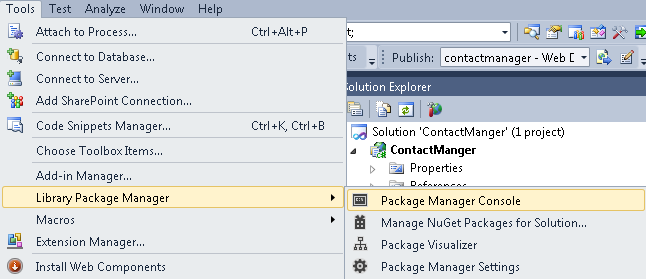 Tools Test Analyze Window Help
Attach to Process... Ctrl+Alt+P
t;
Connect to Database...
ts Publish: contactmanager - Web D
Connect to Server...
olution Explorer
Add SharePoint Connection...
Code Snippets Manager... Ctrl+K, Ctrl+B
Solution 'ContactManger' (1 project)
Choose Toolbox Items...
ContactManger
Properties
Add-in Manager...
References
Library Package Manager
Package Manager Console
Macros
Manage NuGet Packages for Solution...
Extension Manager...
Package Visualizer
Install Web Components
Package Manager Settings